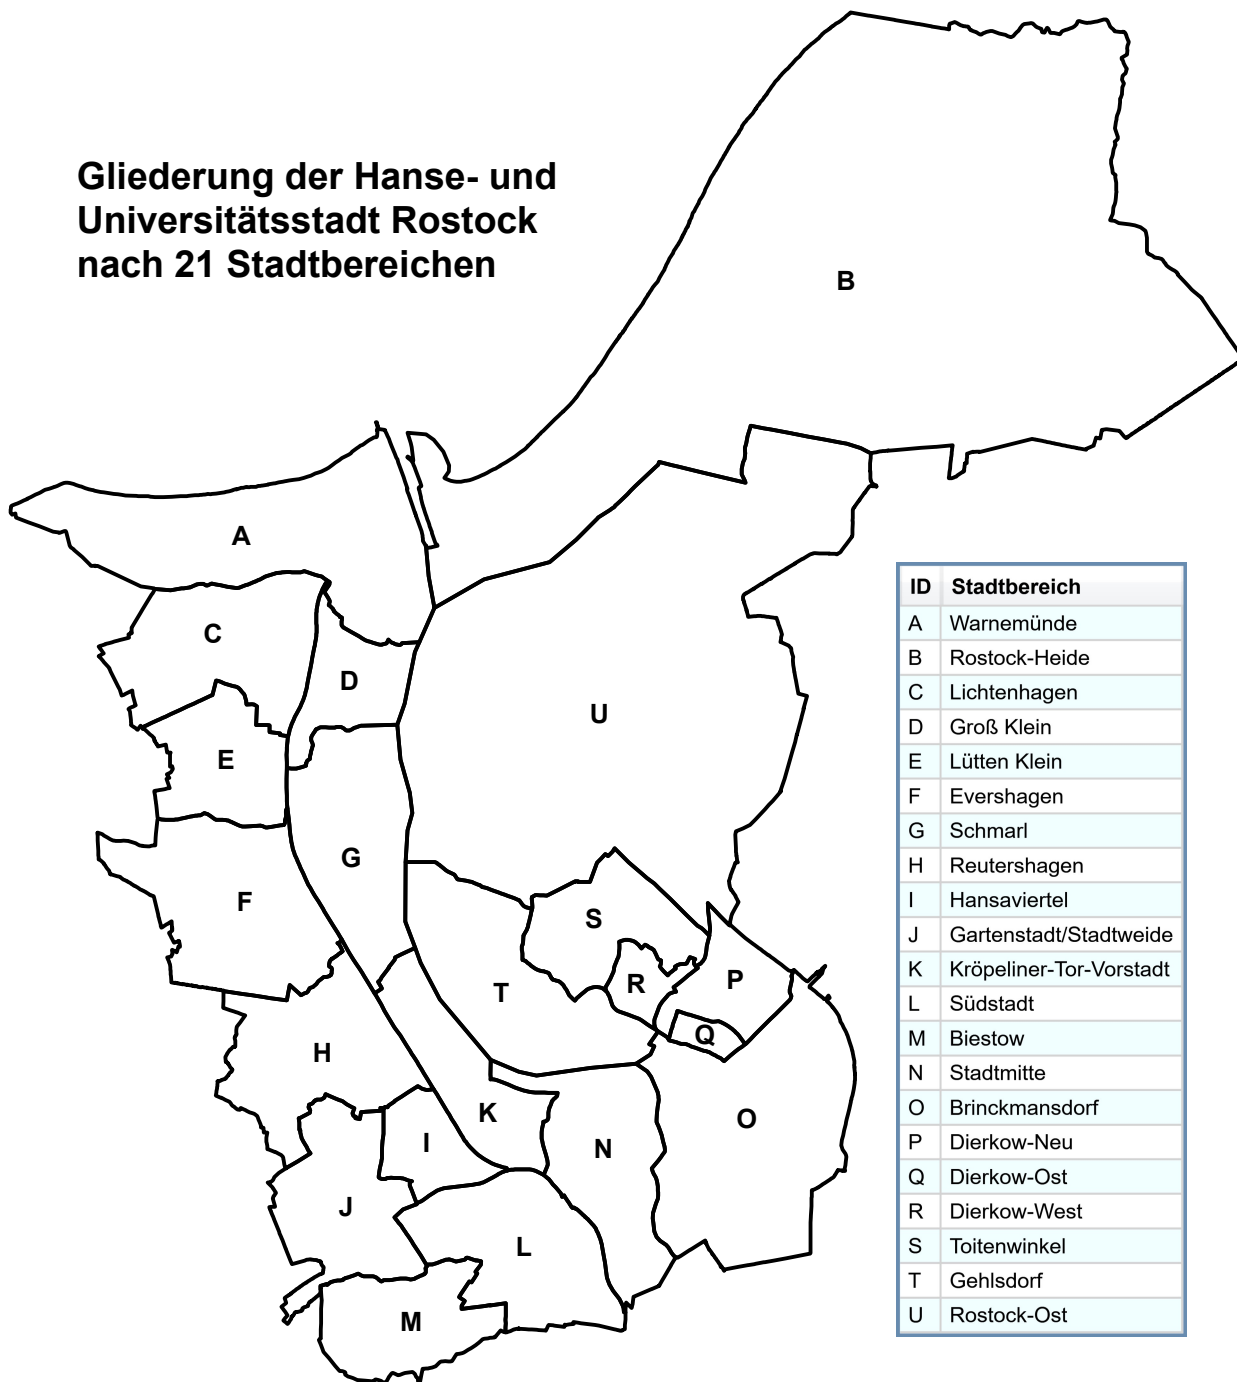 Gliederung der Hanse- und
Universitätsstadt Rostock
nach 21 Stadtbereichen
B
A
C
D
U
E
G
F
S
R
P
T
Q
H
K
O
I
N
J
L
M
ID Stadtbereich
A Warnemünde
B Rostock-Heide
C Lichtenhagen
D Groß Klein
E Lütten Klein
F Evershagen
G Schmarl
H Reutershagen
I Hansaviertel
J Gartenstadt/Stadtweide
K Kröpeliner-Tor-Vorstadt
L Südstadt
M Biestow
N Stadtmitte
O Brinckmansdorf
P Dierkow-Neu
Q Dierkow-Ost
R Dierkow-West
S Toitenwinkel
T Gehlsdorf
U Rostock-Ost